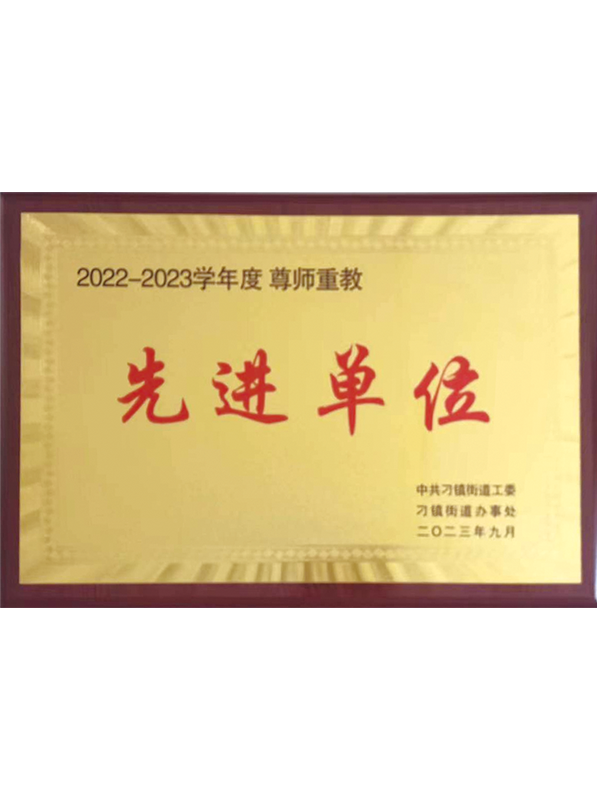 2022-2023学年度 尊师重教
先进单位
中共刁镇街道工委
刁镇街道办事处
二〇二三年九月